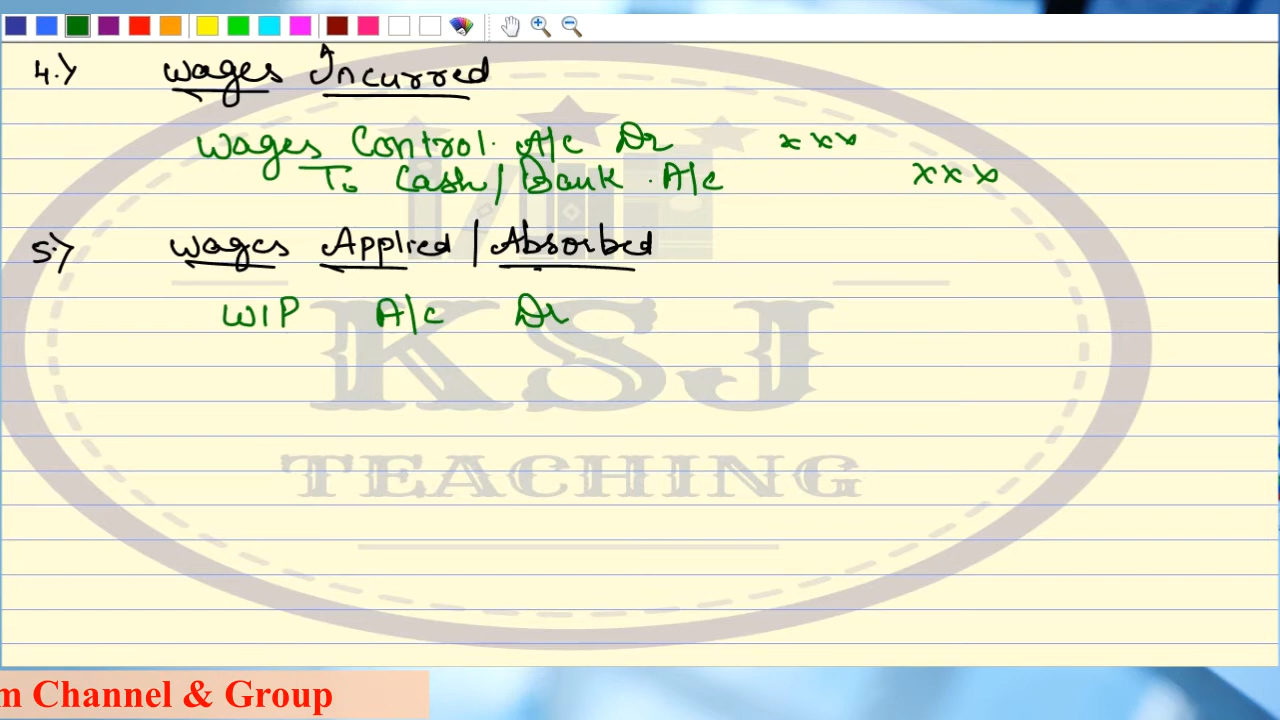 4.) Wages Incurred
Wages Control. A/c Dr xxx
To Cash/Bank. A/c xxx
5.) Wages Applied/Absorbed
WIP A/c Dr
KSJ
TEACHING
m Channel & Group